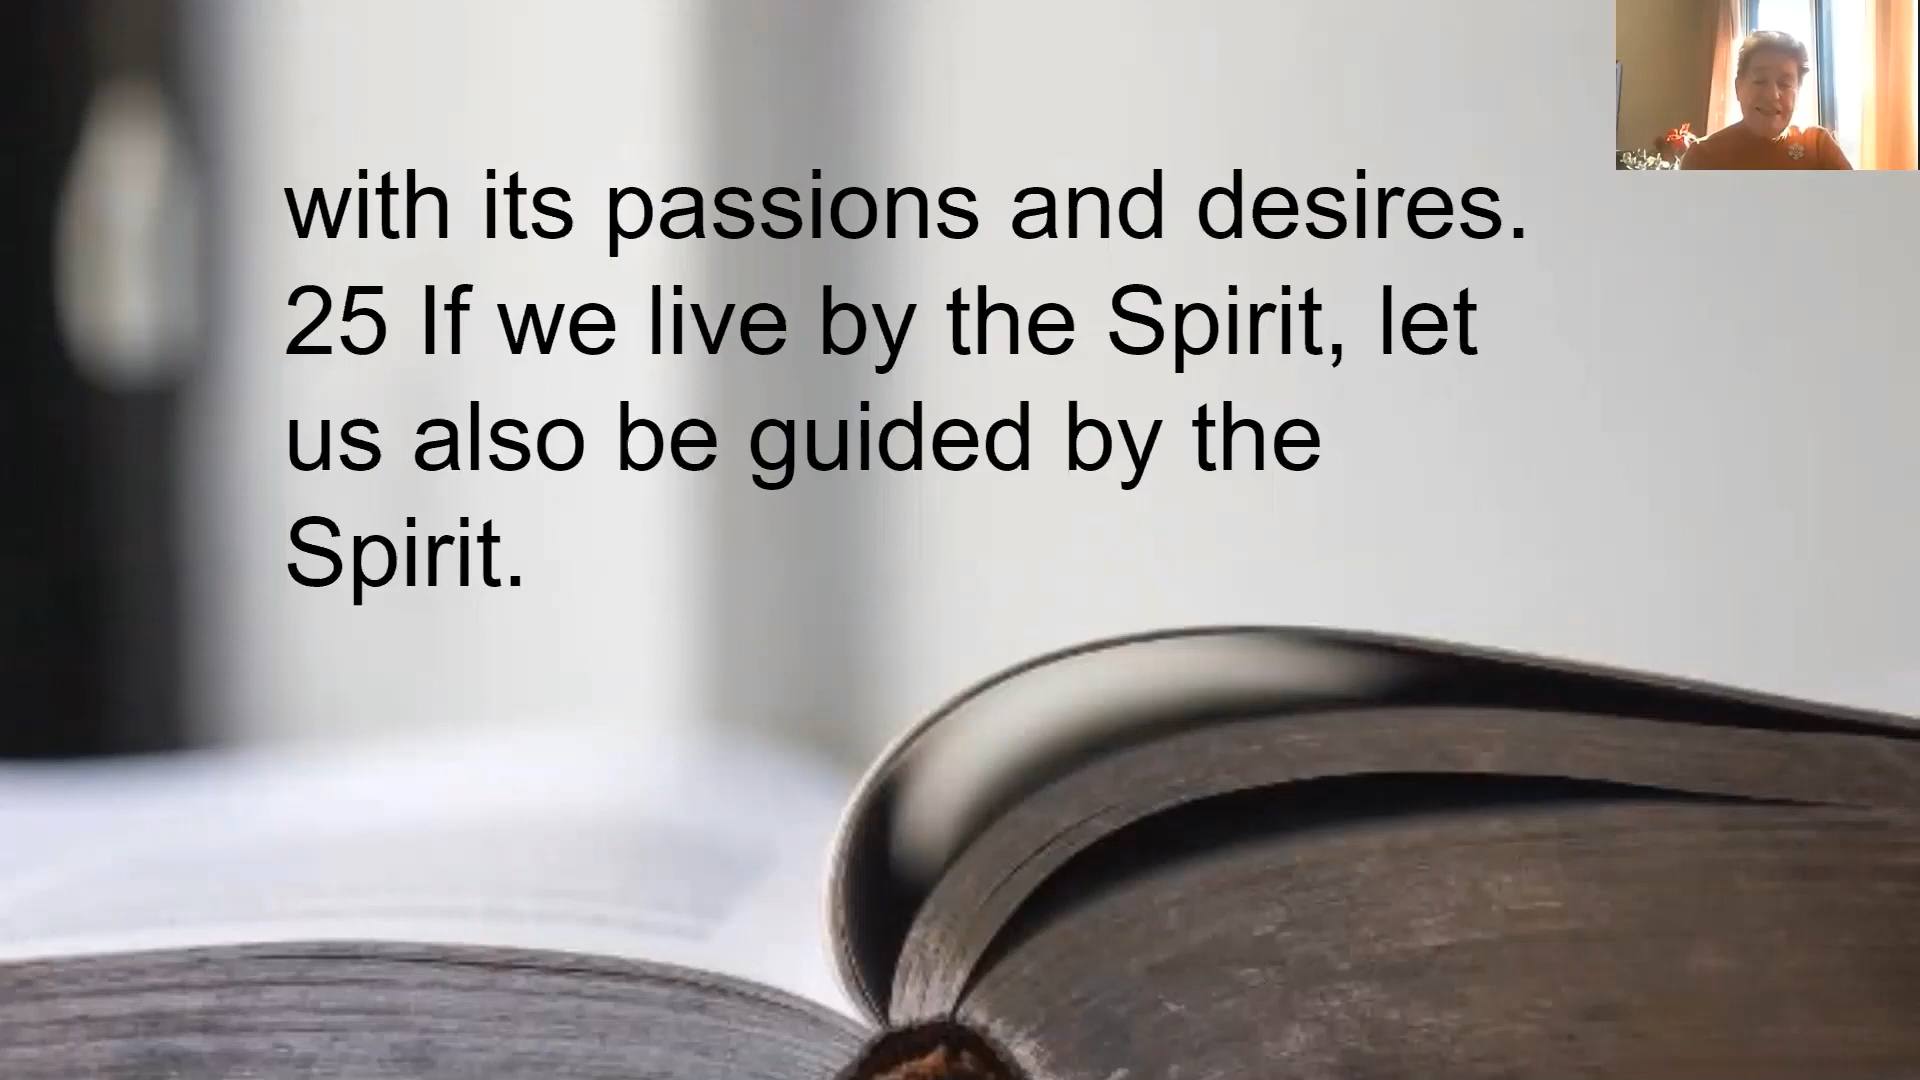 with its passions and desires.
25 If we live by the Spirit, let
us also be guided by the
Spirit.